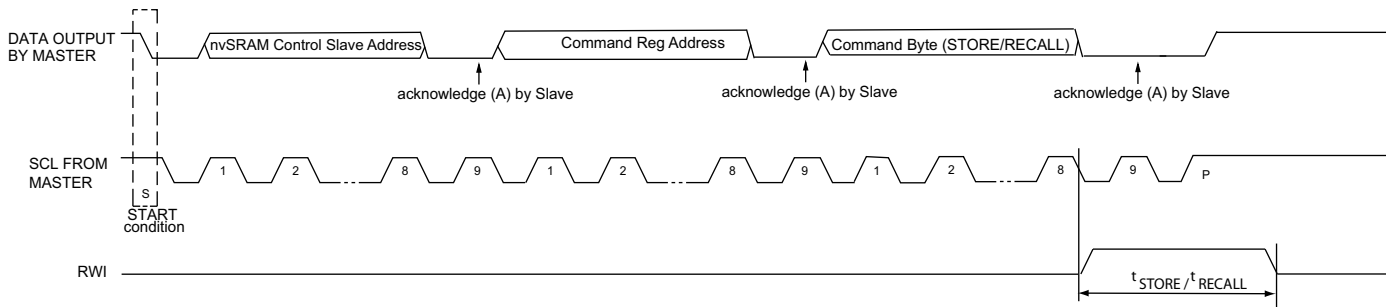 DATA OUTPUT
BY MASTER
nvSRAM Control Slave Address
Command Reg Address
Command Byte (STORE/RECALL)
acknowledge (A) by Slave
acknowledge (A) by Slave
acknowledge (A) by Slave
SCL FROM
MASTER
S
1
2
8
9
1
2
8
9
1
2
8
9
P
START
condition
RWI
tSTORE / tRECALL